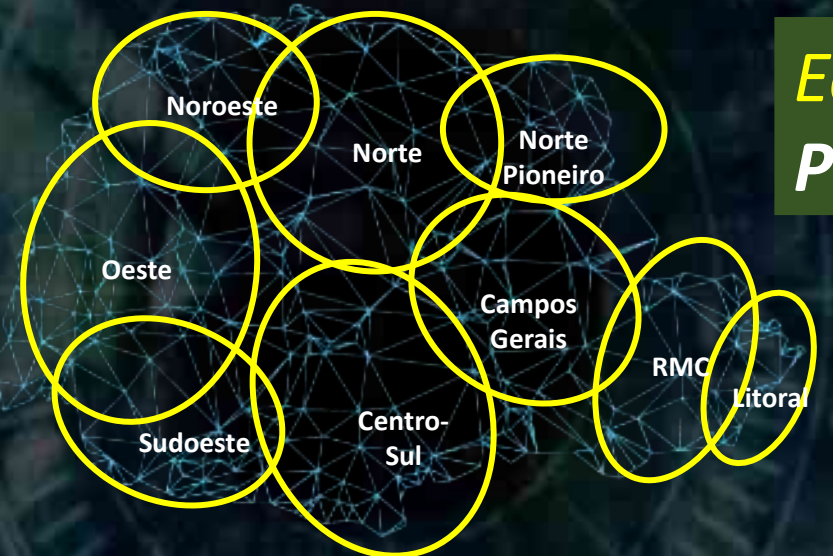 Noroeste
Norte
Norte
Pioneiro
Oeste
Campos
Gerais
RMC
Litoral
Sudoeste
Centro-
Sul